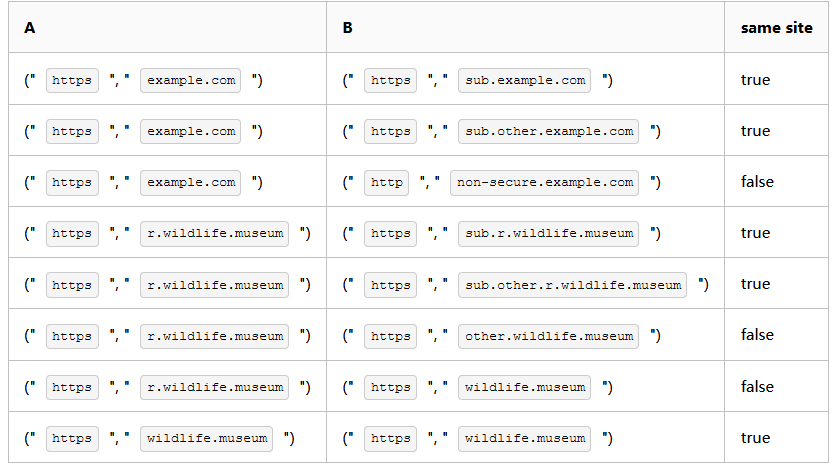 A B same site
(" https "," example.com ") (" https "," sub.example.com ") true
(" https "," example.com ") (" https "," sub.other.example.com ") true
(" https "," example.com ") (" http "," non-secure.example.com ") false
(" https "," r.wildlife.museum ") (" https "," sub.r.wildlife.museum ") true
(" https "," r.wildlife.museum ") (" https "," sub.other.r.wildlife.museum ") true
(" https "," r.wildlife.museum ") (" https "," other.wildlife.museum ") false
(" https "," r.wildlife.museum ") (" https "," wildlife.museum ") false
(" https "," wildlife.museum ") (" https "," wildlife.museum ") true